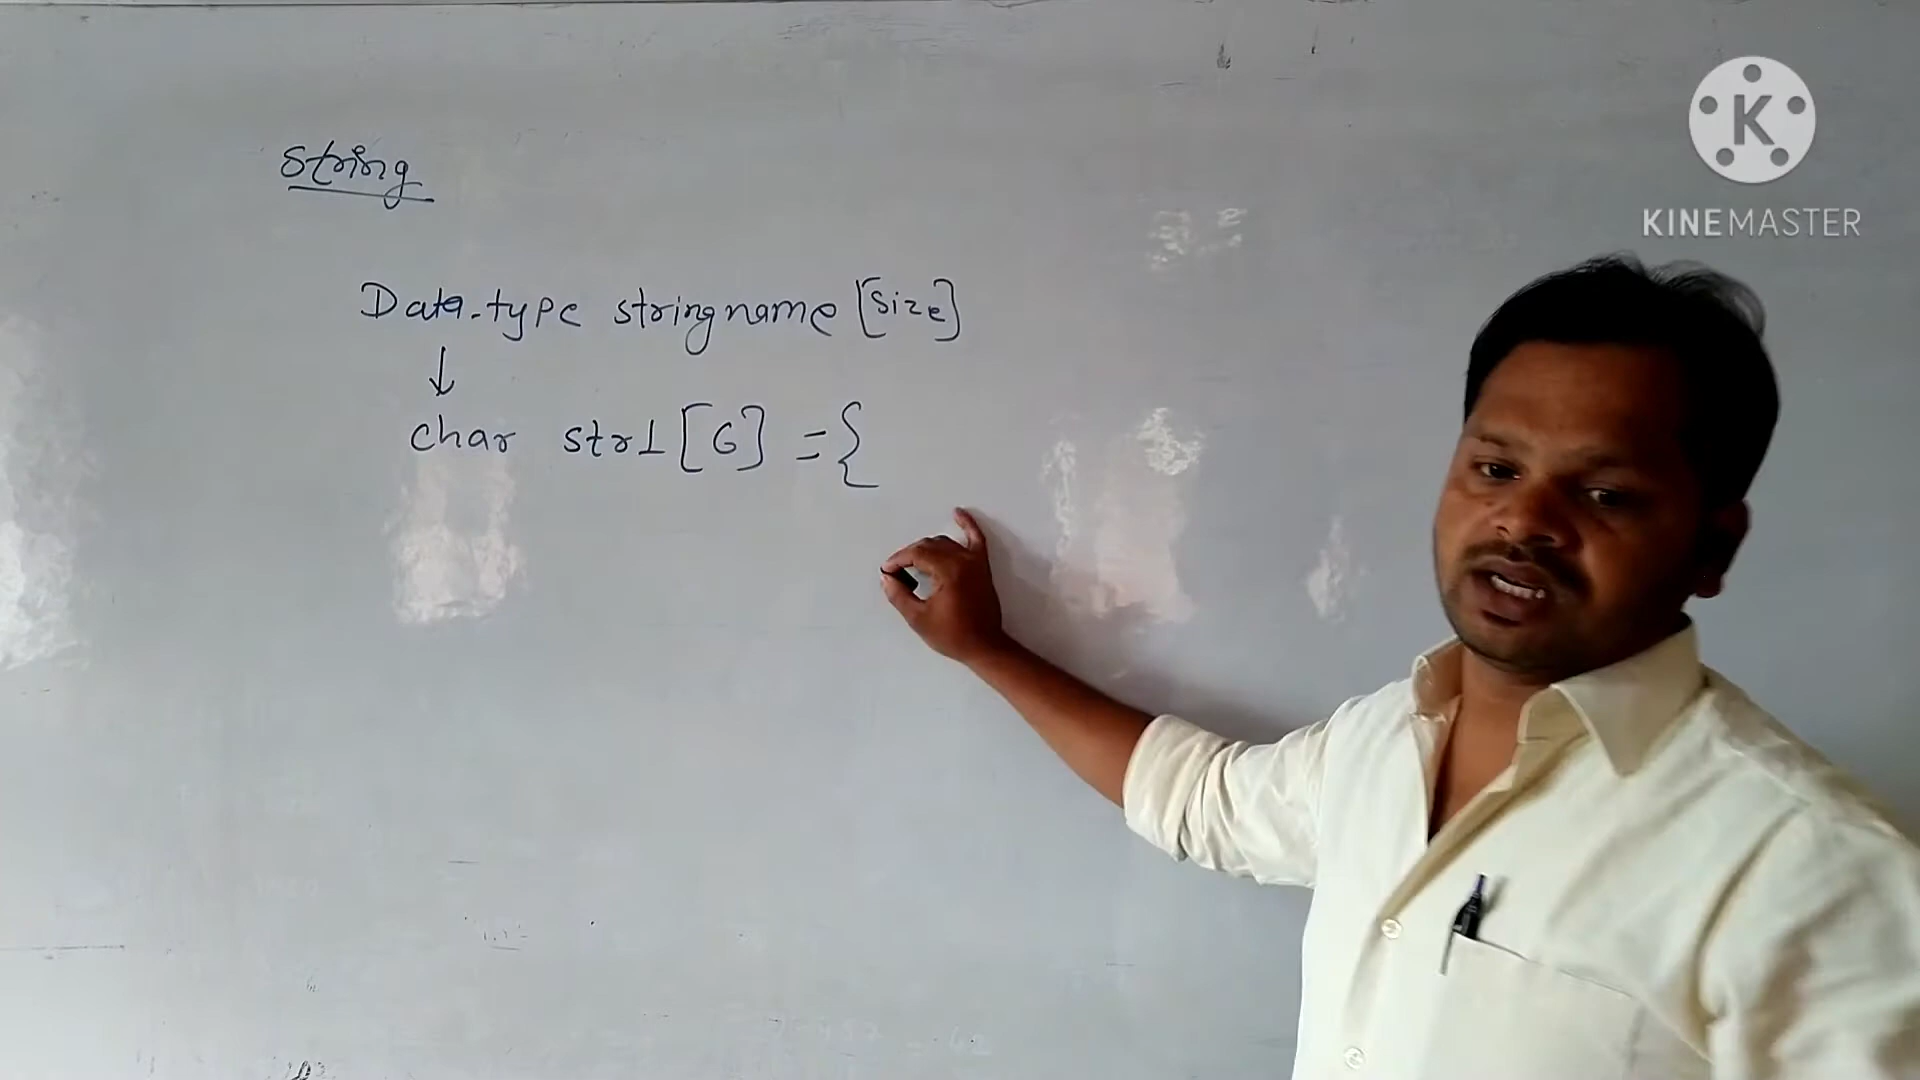 String
Data-type stringname [Size]
↓
char str1 [6] = {
K
KINEMASTER